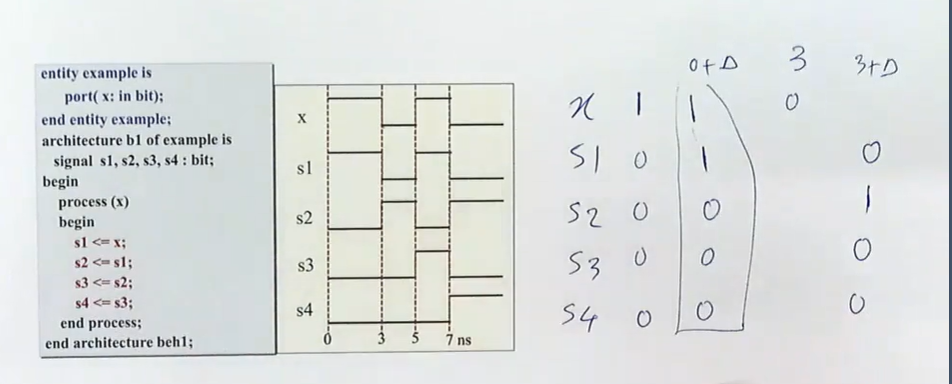 entity example is
port( x: in bit);
end entity example;
architecture b1 of example is
signal s1, s2, s3, s4 : bit;
begin
process (x)
begin
s1 <= x;
s2 <= s1;
s3 <= s2;
s4 <= s3;
end process;
end architecture beh1;
x
s1
s2
s3
s4
0 3 5 7 ns
0+Δ 3 3+Δ
x 1 1 0
S1 0 1 0
S2 0 0 1
S3 0 0 0
S4 0 0 0